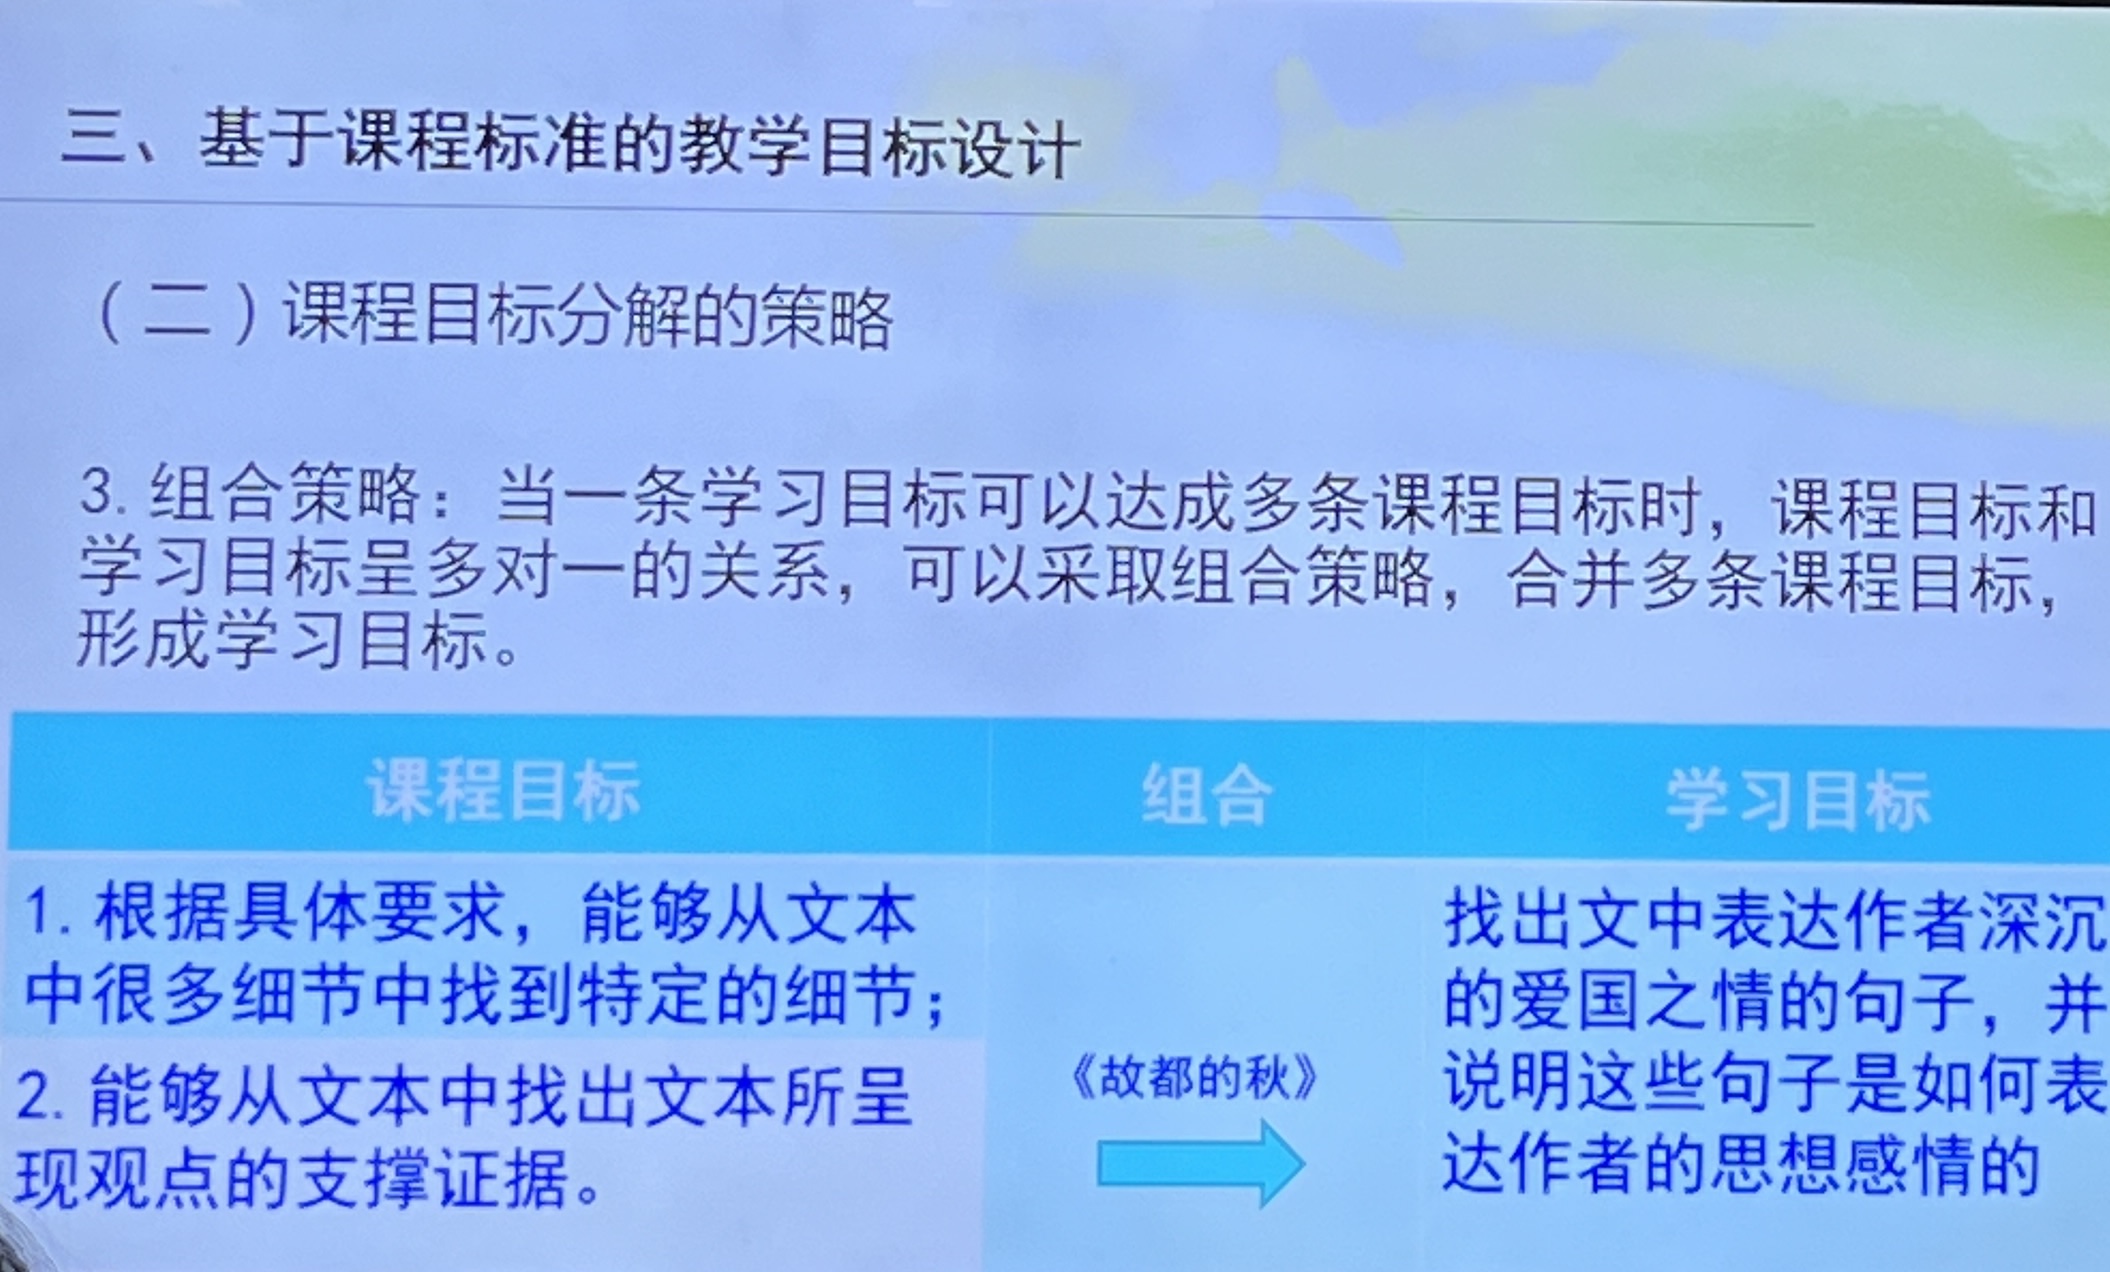 三、基于课程标准的教学目标设计
（二）课程目标分解的策略
3. 组合策略：当一条学习目标可以达成多条课程目标时，课程目标和
学习目标呈多对一的关系，可以采取组合策略，合并多条课程目标，
形成学习目标。
课程目标
组合
学习目标
1. 根据具体要求，能够从文本
中很多细节中找到特定的细节；
2. 能够从文本中找出文本所呈
现观点的支撑证据。
《故都的秋》
找出文中表达作者深沉
的爱国之情的句子，并
说明这些句子是如何表
达作者的思想感情的